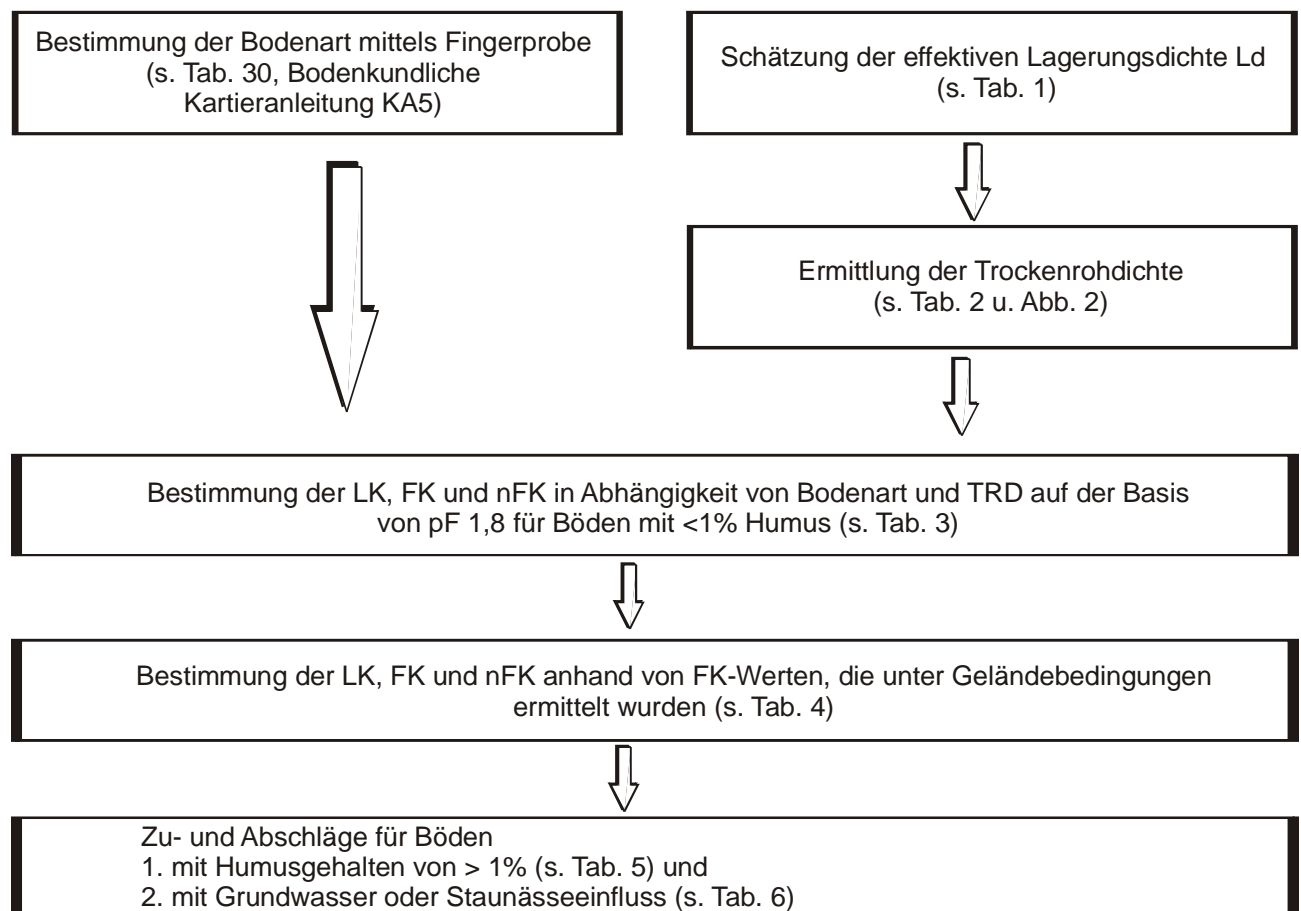 Bestimmung der Bodenart mittels Fingerprobe
(s. Tab. 30, Bodenkundliche
Kartieranleitung KA5)
Schätzung der effektiven Lagerungsdichte Ld
(s. Tab. 1)
Ermittlung der Trockenrohdichte
(s. Tab. 2 u. Abb. 2)
Bestimmung der LK, FK und nFK in Abhängigkeit von Bodenart und TRD auf der Basis
von pF 1,8 für Böden mit <1% Humus (s. Tab. 3)
Bestimmung der LK, FK und nFK anhand von FK-Werten, die unter Geländebedingungen
ermittelt wurden (s. Tab. 4)
Zu- und Abschläge für Böden
1. mit Humusgehalten von > 1% (s. Tab. 5) und
2. mit Grundwasser oder Staunässeeinfluss (s. Tab. 6)